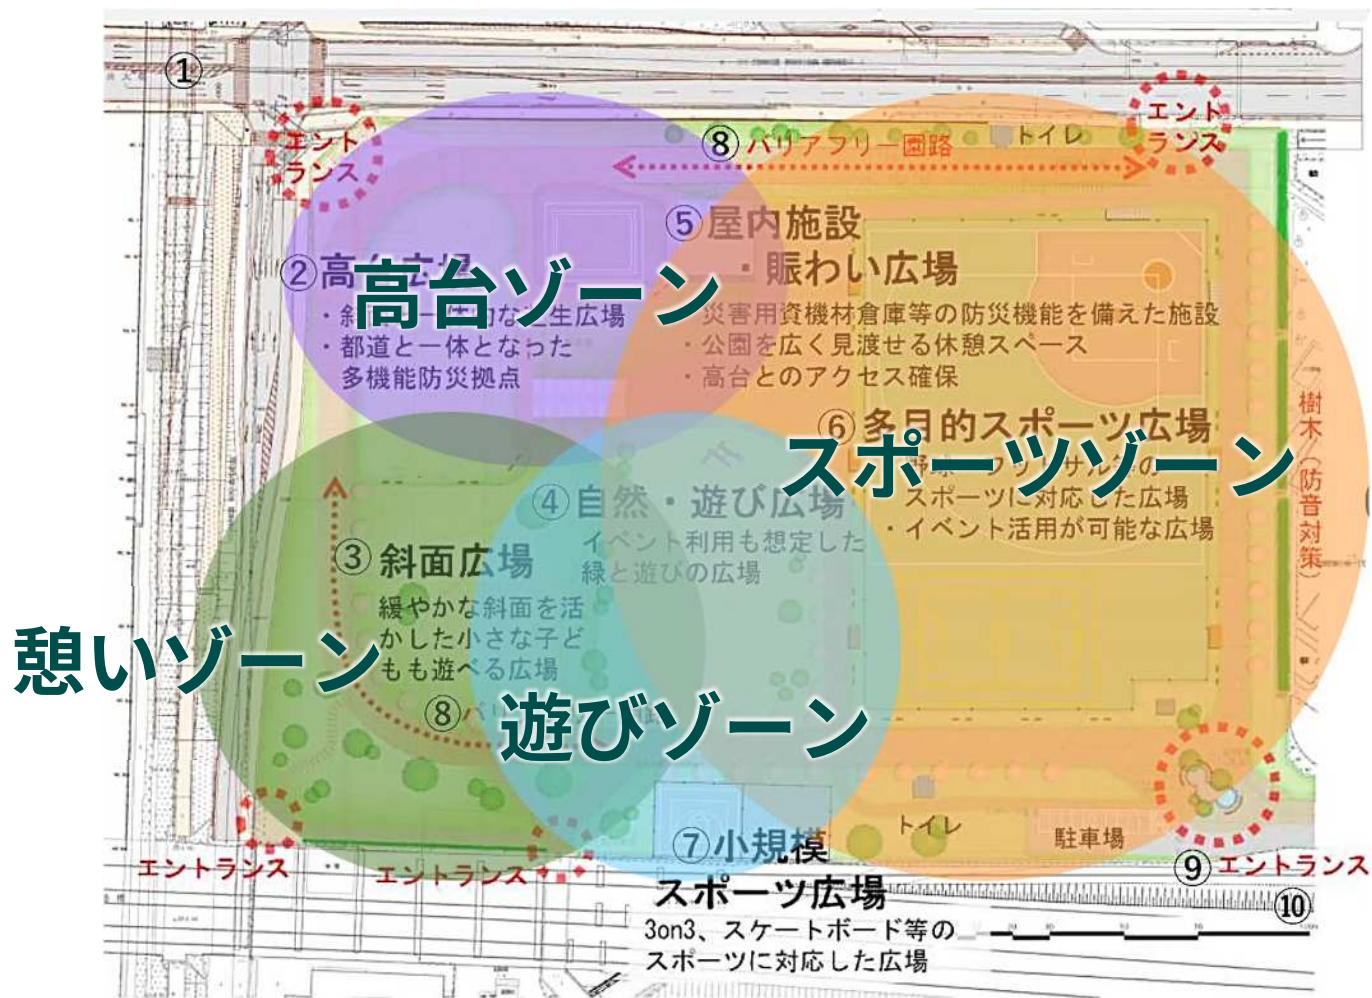 ①
エント
ランス
⑧ バリアフリー園路
トイレ
エント
ランス
② 高台広場
高台ゾーン
・都道と一体となった
多機能防災拠点
⑤ 屋内施設
・賑わい広場
・災害用資機材倉庫等の防災機能を備えた施設
・公園を広く見渡せる休憩スペース
・高台とのアクセス確保
⑥ 多目的スポーツ広場
スポーツゾーン
スポーツに対応した広場
・イベント活用が可能な広場
樹木(防音対策)
④ 自然・遊び広場
イベント利用も想定した
緑と遊びの広場
③ 斜面広場
緩やかな斜面を活
かした小さな子ど
もも遊べる広場
憩いゾーン
⑧
遊びゾーン
エントランス
エントランス
⑦ 小規模
スポーツ広場
3on3、スケートボード等の
スポーツに対応した広場
トイレ
駐車場
⑨ エントランス
⑩